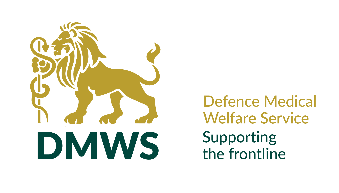 DMWS
Defence Medical
Welfare Service
Supporting
the frontline